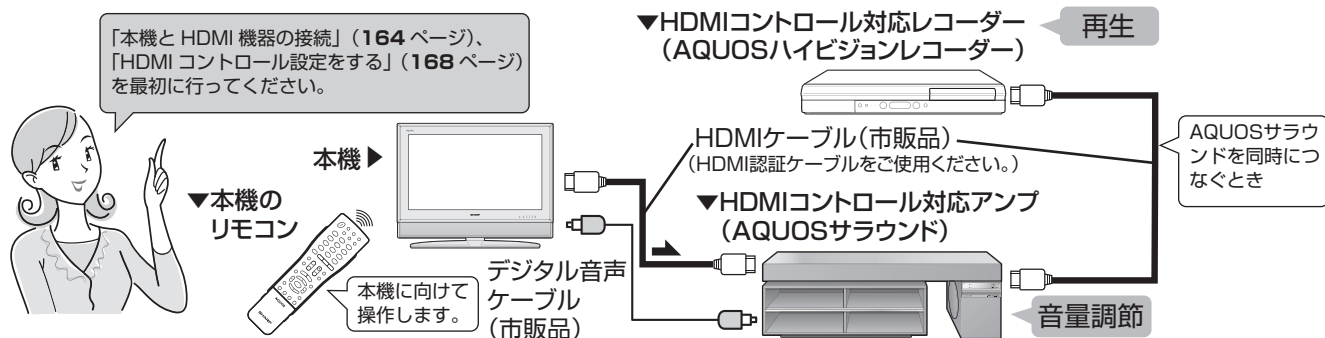 「本機と HDMI 機器の接続」（164 ページ）、
「HDMI コントロール設定をする」（168 ページ）
を最初に行ってください。
▼HDMIコントロール対応レコーダー
（AQUOSハイビジョンレコーダー）
再生
本機▶
▼本機の
リモコン
本機に向けて
操作します。
HDMIケーブル（市販品）
（HDMI認証ケーブルをご使用ください。）
AQUOSサラウ
ンドを同時につ
なぐとき
▼HDMIコントロール対応アンプ
（AQUOSサラウンド）
デジタル音声
ケーブル
（市販品）
音量調節